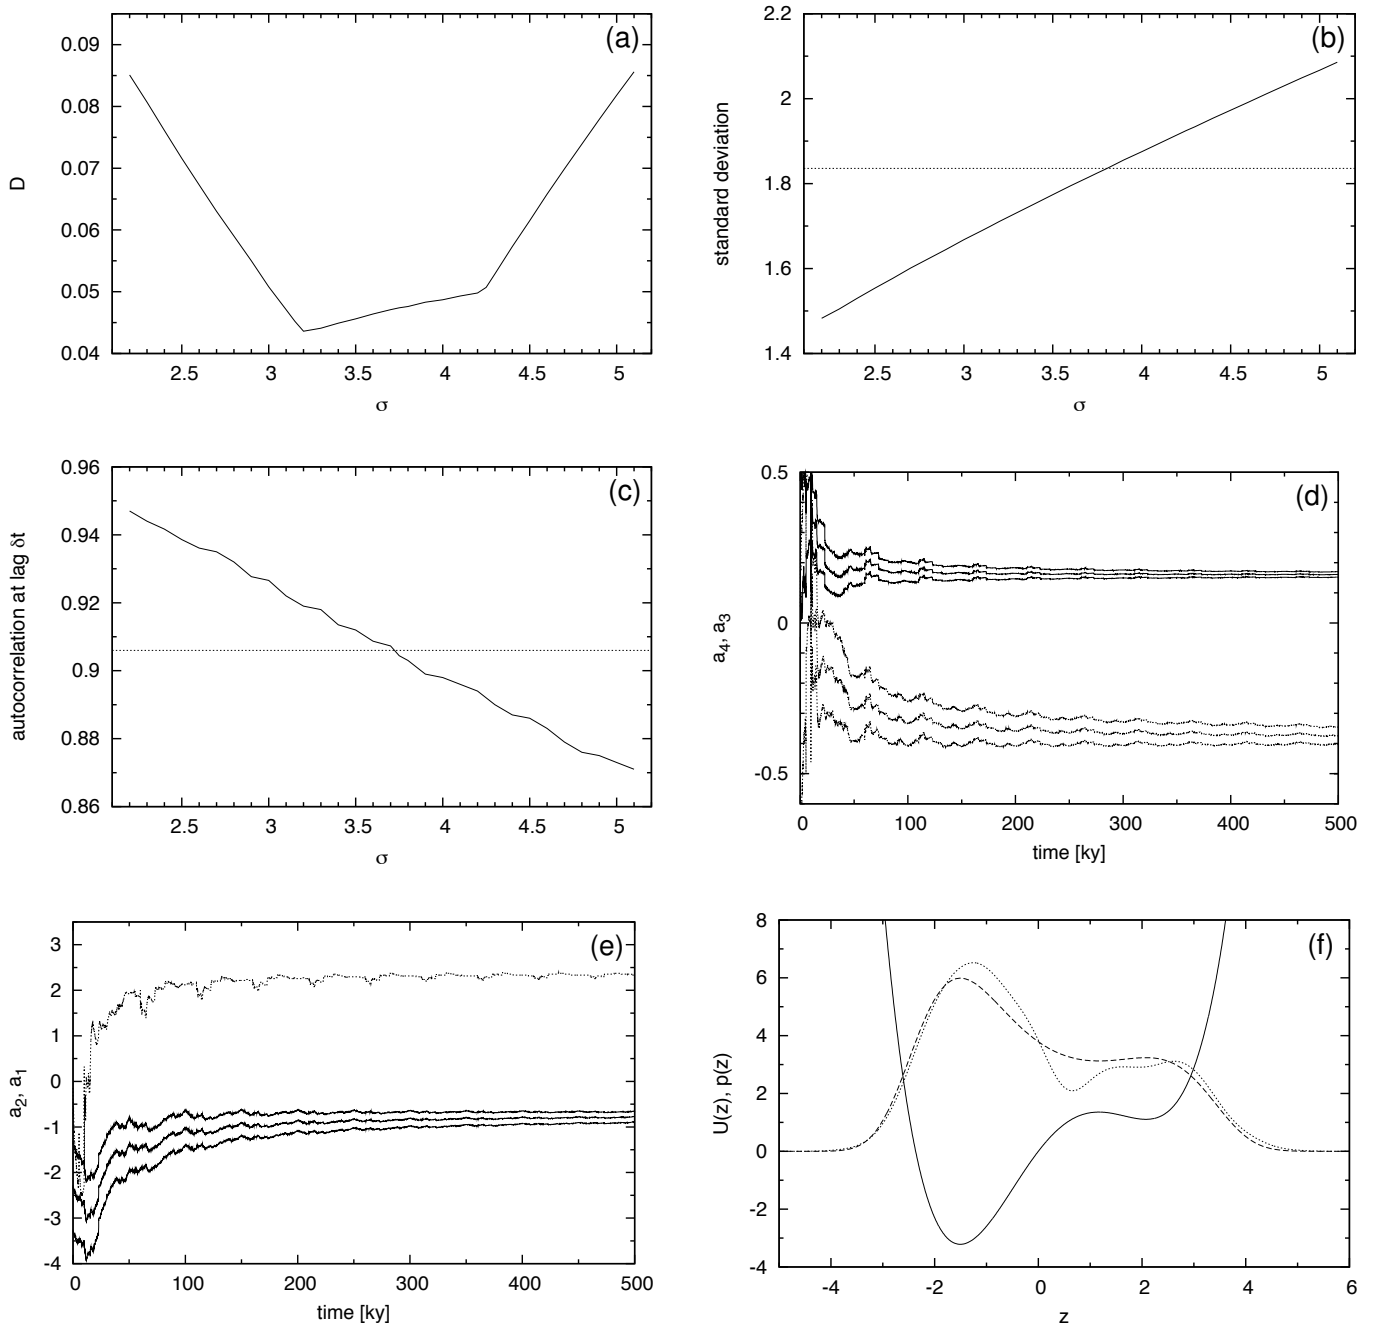 (a)
0.09
0.08
0.07
0.06
0.05
0.04
D
2.5 3 3.5 4 4.5 5
σ
(b)
2.2
2
1.8
1.6
1.4
standard deviation
2.5 3 3.5 4 4.5 5
σ
(c)
0.96
0.94
0.92
0.9
0.88
0.86
autocorrelation at lag δt
2.5 3 3.5 4 4.5 5
σ
(d)
0.5
0
-0.5
a₄, a₃
0 100 200 300 400 500
time [ky]
(e)
3
2
1
0
-1
-2
-3
-4
a₂, a₁
0 100 200 300 400 500
time [ky]
(f)
8
6
4
2
0
-2
-4
U(z), p(z)
-4 -2 0 2 4 6
z